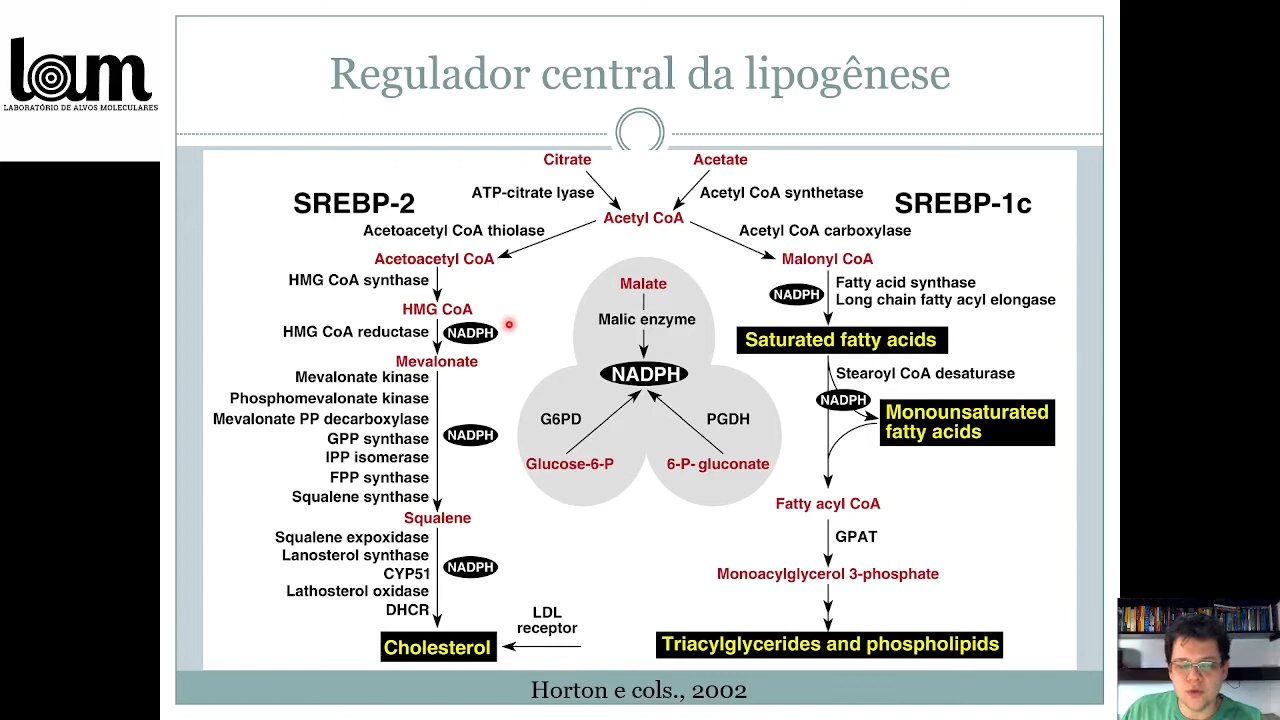 lam
LABORATÓRIO DE ALVOS MOLECULARES
Regulador central da lipogênese
Citrate
Acetate
ATP-citrate lyase
Acetyl CoA synthetase
SREBP-2
SREBP-1c
Acetyl CoA
Acetoacetyl CoA thiolase
Acetyl CoA carboxylase
Acetoacetyl CoA
Malonyl CoA
HMG CoA synthase
HMG CoA
HMG CoA reductase
NADPH
Mevalonate
Mevalonate kinase
Phosphomevalonate kinase
Mevalonate PP decarboxylase
GPP synthase
NADPH
IPP isomerase
FPP synthase
Squalene synthase
Squalene
Squalene expoxidase
Lanosterol synthase
NADPH
CYP51
Lathosterol oxidase
DHCR
Cholesterol
LDL
receptor
Malate
Malic enzyme
NADPH
G6PD
PGDH
Glucose-6-P
6-P-gluconate
NADPH
Fatty acid synthase
Long chain fatty acyl elongase
Saturated fatty acids
Stearoyl CoA desaturase
NADPH
Monounsaturated
fatty acids
Fatty acyl CoA
GPAT
Monoacylglycerol 3-phosphate
Triacylglycerides and phospholipids
Horton e cols., 2002